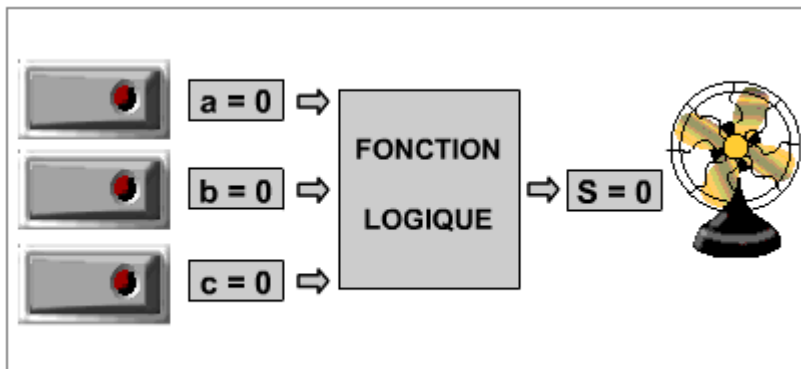 a = 0
b = 0
c = 0
FONCTION
LOGIQUE
S = 0